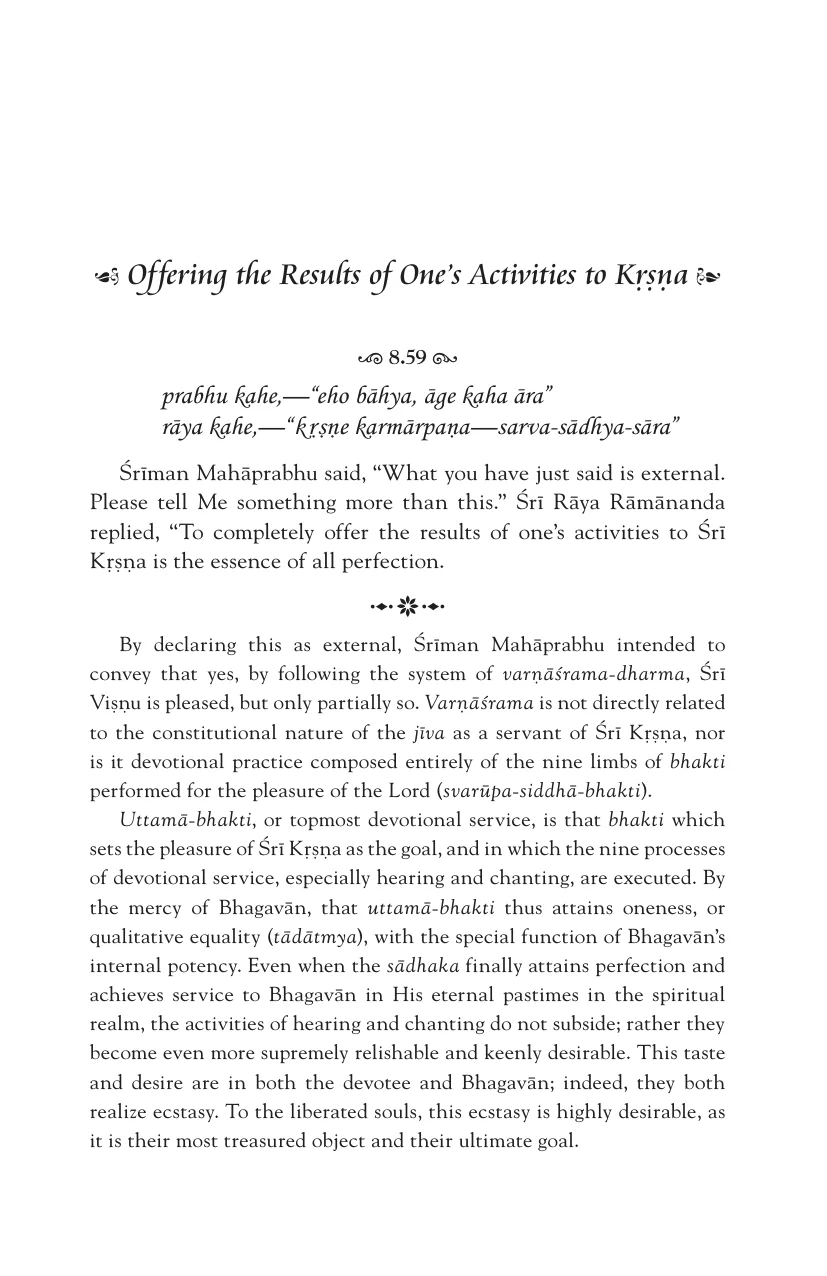 Offering the Results of One’s Activities to Kṛṣṇa
8.59
prabhu kahe,—“eho bāhya, āge kaha āra”
rāya kahe,—“kṛṣṇe karmārpaṇa—sarva-sādhya-sāra”
Śrīman Mahāprabhu said, “What you have just said is external.
Please tell Me something more than this.” Śrī Rāya Rāmānanda
replied, “To completely offer the results of one’s activities to Śrī
Kṛṣṇa is the essence of all perfection.
By declaring this as external, Śrīman Mahāprabhu intended to
convey that yes, by following the system of varṇāśrama-dharma, Śrī
Viṣṇu is pleased, but only partially so. Varṇāśrama is not directly related
to the constitutional nature of the jīva as a servant of Śrī Kṛṣṇa, nor
is it devotional practice composed entirely of the nine limbs of bhakti
performed for the pleasure of the Lord (svarūpa-siddhā-bhakti).
Uttamā-bhakti, or topmost devotional service, is that bhakti which
sets the pleasure of Śrī Kṛṣṇa as the goal, and in which the nine processes
of devotional service, especially hearing and chanting, are executed. By
the mercy of Bhagavān, that uttamā-bhakti thus attains oneness, or
qualitative equality (tādātmya), with the special function of Bhagavān’s
internal potency. Even when the sādhaka finally attains perfection and
achieves service to Bhagavān in His eternal pastimes in the spiritual
realm, the activities of hearing and chanting do not subside; rather they
become even more supremely relishable and keenly desirable. This taste
and desire are in both the devotee and Bhagavān; indeed, they both
realize ecstasy. To the liberated souls, this ecstasy is highly desirable, as
it is their most treasured object and their ultimate goal.